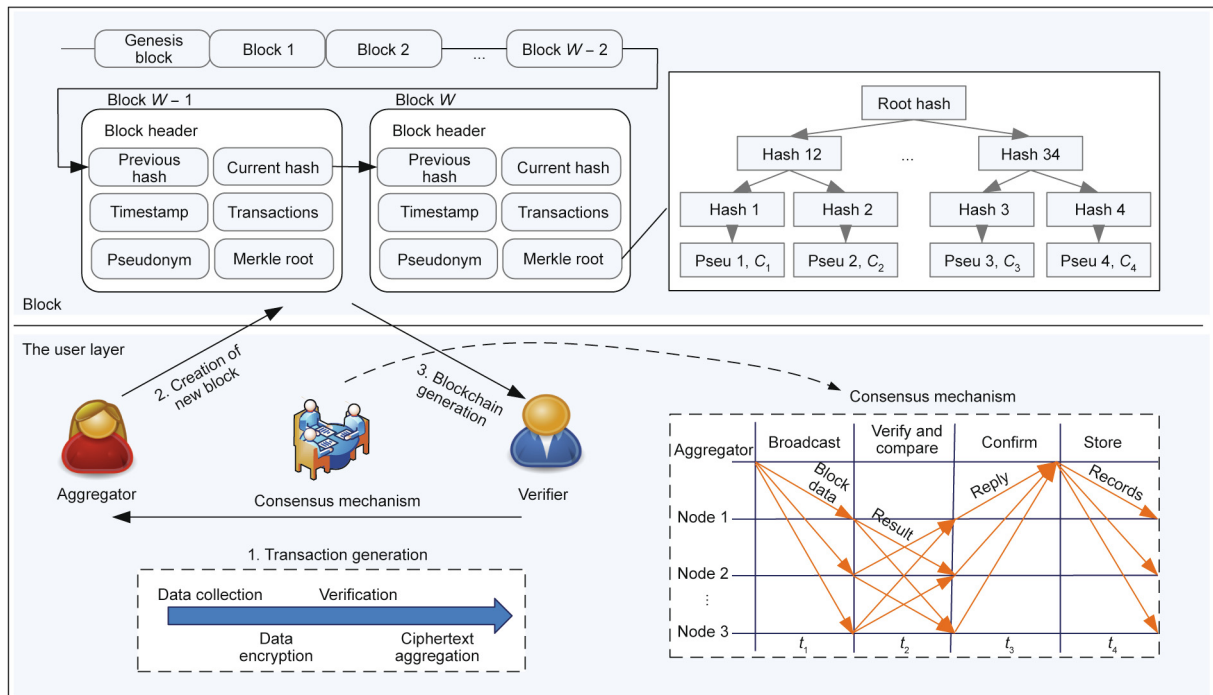 Genesis
block
Block 1
Block 2
...
Block W − 2
Block W − 1
Block W
Block header
Previous
hash
Current hash
Timestamp
Transactions
Pseudonym
Merkle root
Block header
Previous
hash
Current hash
Timestamp
Transactions
Pseudonym
Merkle root
Root hash
Hash 12
...
Hash 34
Hash 1
Hash 2
Hash 3
Hash 4
Pseu 1, C1
Pseu 2, C2
Pseu 3, C3
Pseu 4, C4
Block
The user layer
2. Creation of
new block
3. Blockchain
generation
Aggregator
Consensus mechanism
Verifier
1. Transaction generation
Data collection
Verification
Data
encryption
Ciphertext
aggregation
Consensus mechanism
Aggregator
Broadcast
Verify and
compare
Confirm
Store
Block
data
Result
Reply
Records
Node 1
Node 2
⋮
Node 3
t1
t2
t3
t4